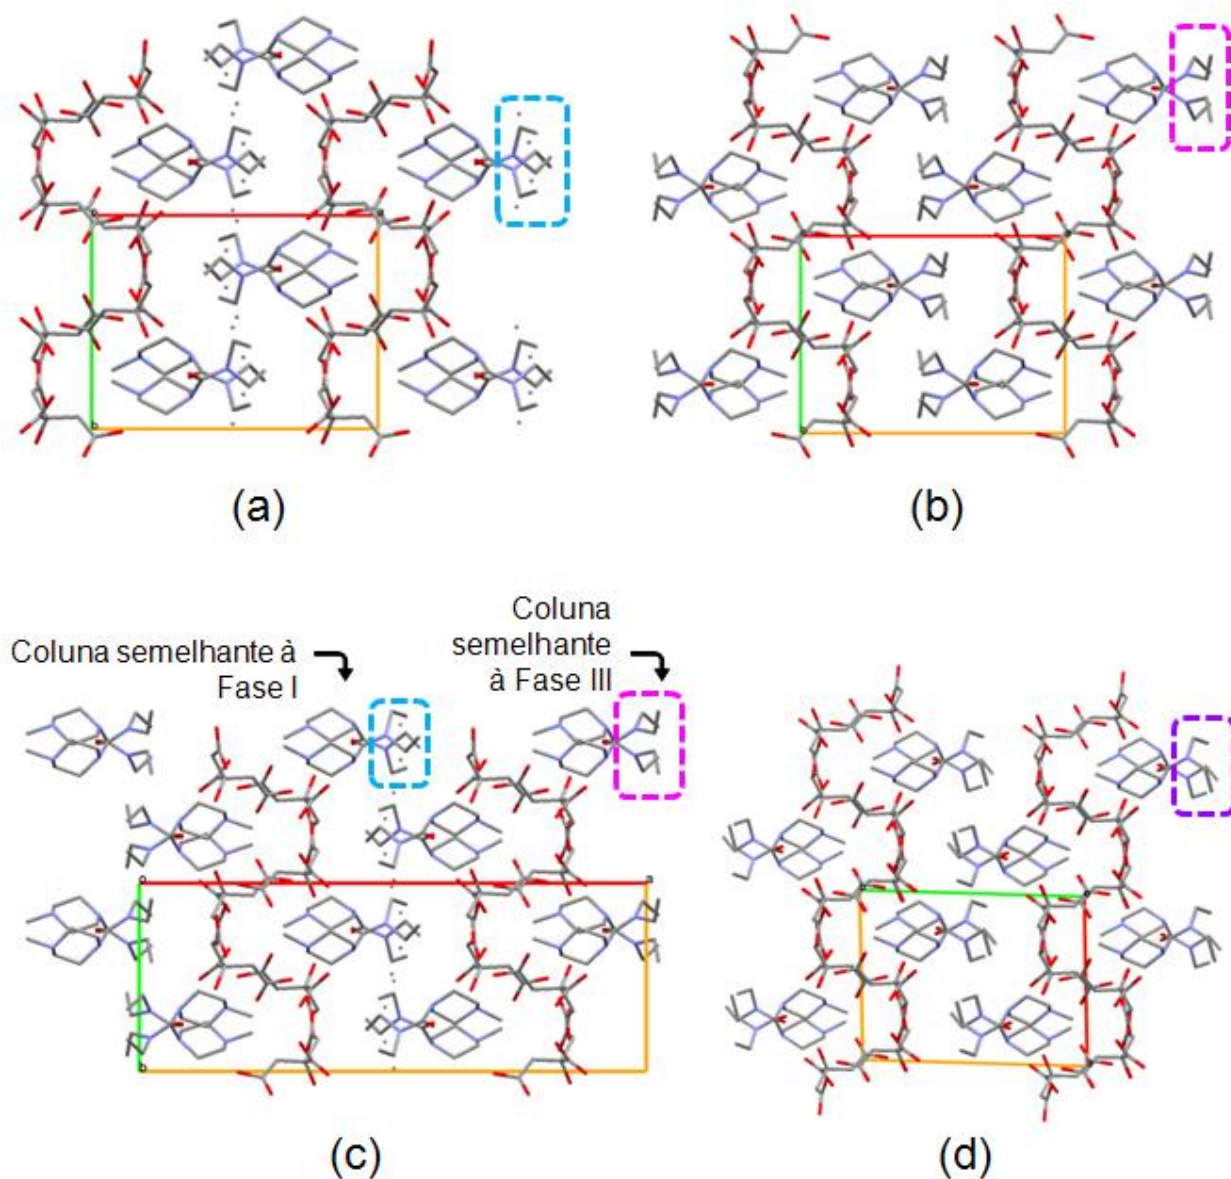 (a)
(b)
Coluna semelhante à
Fase I
Coluna
semelhante
à Fase III
(c)
(d)